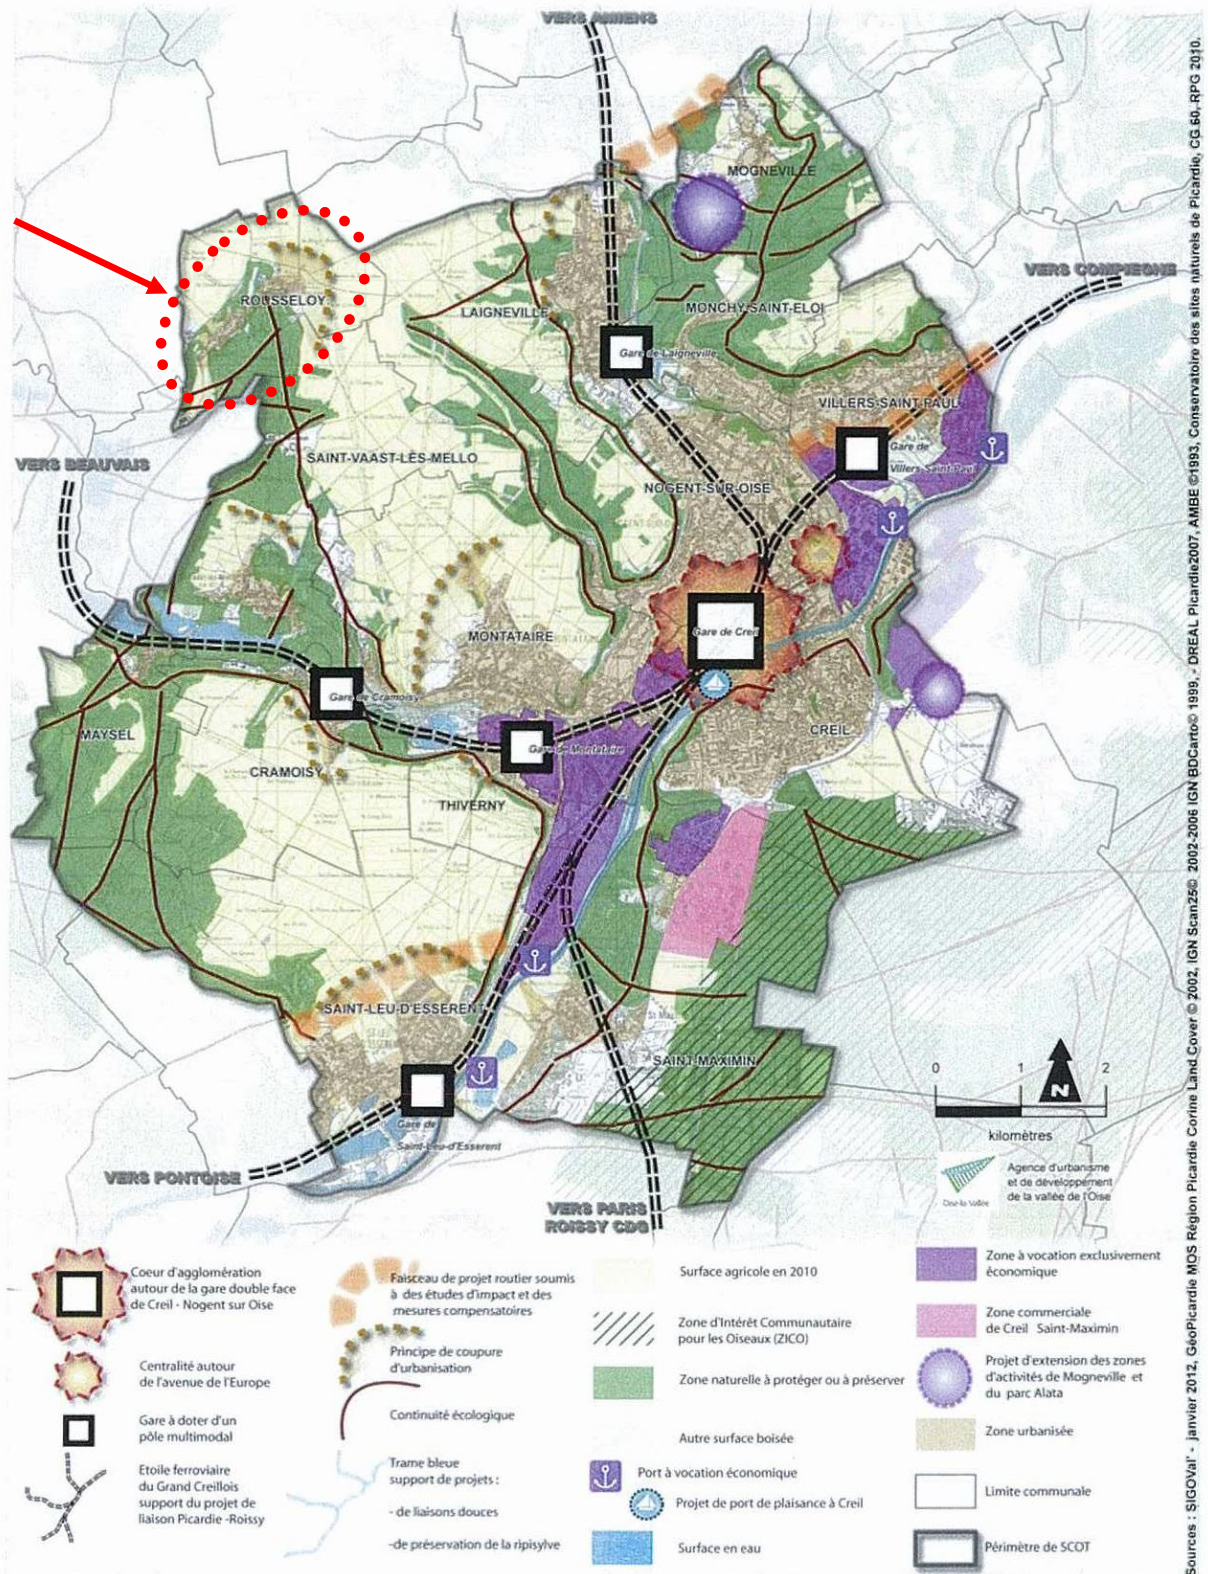 VERS AMIENS
MOGNEVILLE
VERS COMPIEGNE
ROUSSELOY
LAIGNEVILLE
MONCHY-SAINT-ELOI
Gare de Laigneville
VILLERS-SAINT-PAUL
Gare de
Villers-Saint-Paul
VERS BEAUVAIS
SAINT-VAAST-LÈS-MELLO
NOGENT-SUR-OISE
MONTATAIRE
Gare de Creil
Gare de Cramoisy
MAYSEL
CREIL
Gare de Montataire
CRAMOISY
THIVERNY
SAINT-LEU-D'ESSERENT
SAINT-MAXIMIN
Gare de
Saint-Leu-d'Esserent
VERS PONTOISE
VERS PARIS
ROISSY CDG
0 1 2
N
kilomètres
Oise-la-Vallée
Agence d'urbanisme
et de développement
de la vallée de l'Oise
Coeur d'agglomération
autour de la gare double face
de Creil - Nogent sur Oise
Centralité autour
de l'avenue de l'Europe
Gare à doter d'un
pôle multimodal
Etoile ferroviaire
du Grand Creillois
support du projet de
liaison Picardie -Roissy
Faisceau de projet routier soumis
à des études d'impact et des
mesures compensatoires
Principe de coupure
d'urbanisation
Continuité écologique
Trame bleue
support de projets :
- de liaisons douces
-de préservation de la ripisylve
Surface agricole en 2010
Zone d'Intérêt Communautaire
pour les Oiseaux (ZICO)
Zone naturelle à protéger ou à préserver
Autre surface boisée
Port à vocation économique
Projet de port de plaisance à Creil
Surface en eau
Zone à vocation exclusivement
économique
Zone commerciale
de Creil Saint-Maximin
Projet d'extension des zones
d'activités de Mogneville et
du parc Alata
Zone urbanisée
Limite communale
Périmètre de SCOT
Sources : SIGOVal' - janvier 2012, GéoPicardie MOS Région Picardie Corine Land Cover © 2002, IGN Scan25© 2002-2006 IGN BDCarto© 1999, - DREAL Picardie2007, AMBE ©1993, Conservatoire des sites naturels de Picardie, CG 60, RPG 2010.